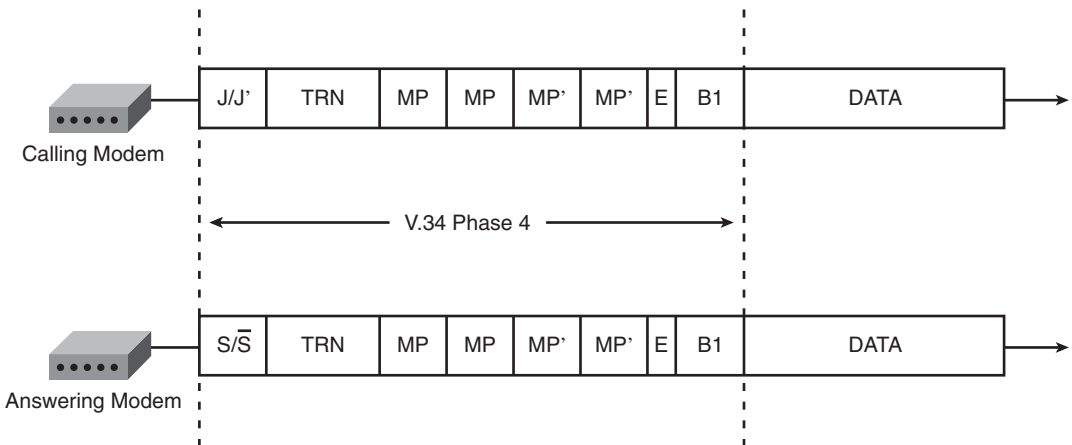 J/J’ TRN MP MP MP’ MP’ E B1 DATA
Calling Modem
V.34 Phase 4
S/S̅ TRN MP MP MP’ MP’ E B1 DATA
Answering Modem